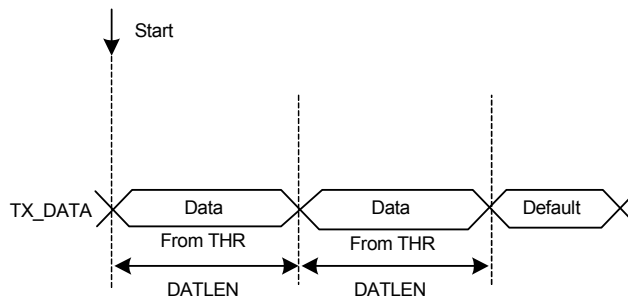 Start
TX_DATA Data Data Default
From THR From THR
DATLEN DATLEN